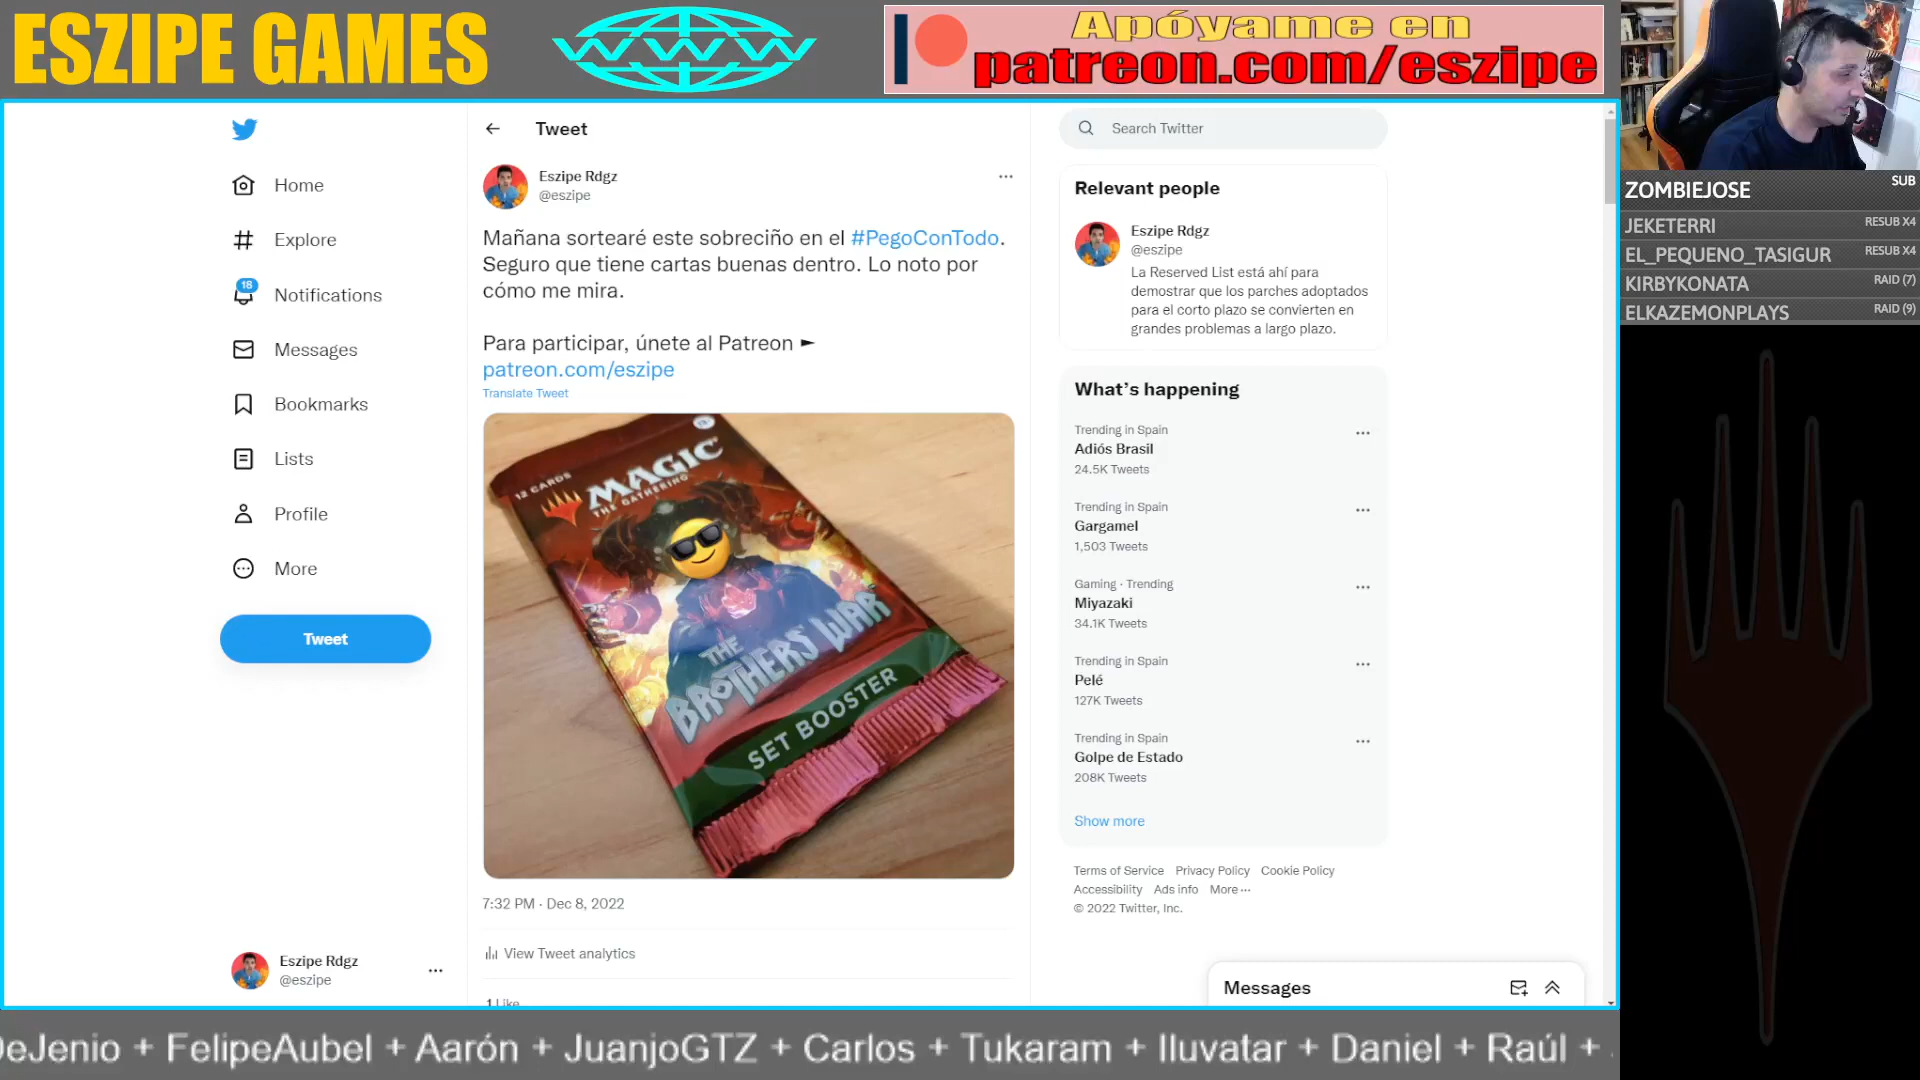 ESZIPE GAMES
WWW
Apóyame en
patreon.com/eszipe
ZOMBIEJOSE SUB
JEKETERRI RESUB X4
EL_PEQUENO_TASIGUR RESUB X4
KIRBYKONATA RAID (7)
ELKAZEMONPLAYS RAID (9)
Home
Explore
18
Notifications
Messages
Bookmarks
Lists
Profile
More
Tweet
Eszipe Rdgz
@eszipe
Tweet
Eszipe Rdgz
@eszipe
Mañana sortearé este sobreciño en el #PegoConTodo.
Seguro que tiene cartas buenas dentro. Lo noto por
cómo me mira.
Para participar, únete al Patreon ►
patreon.com/eszipe
Translate Tweet
12 CARDS
MAGIC
THE GATHERING
THE
BROTHERS' WAR
SET BOOSTER
7:32 PM · Dec 8, 2022
View Tweet analytics
1 Like
Search Twitter
Relevant people
Eszipe Rdgz
@eszipe
La Reserved List está ahí para
demostrar que los parches adoptados
para el corto plazo se convierten en
grandes problemas a largo plazo.
What's happening
Trending in Spain
Adiós Brasil
24.5K Tweets
Trending in Spain
Gargamel
1,503 Tweets
Gaming · Trending
Miyazaki
34.1K Tweets
Trending in Spain
Pelé
127K Tweets
Trending in Spain
Golpe de Estado
208K Tweets
Show more
Terms of Service Privacy Policy Cookie Policy
Accessibility Ads info More ···
© 2022 Twitter, Inc.
Messages
DeJenio + FelipeAubel + Aarón + JuanjoGTZ + Carlos + Tukaram + Iluvatar + Daniel + Raúl +